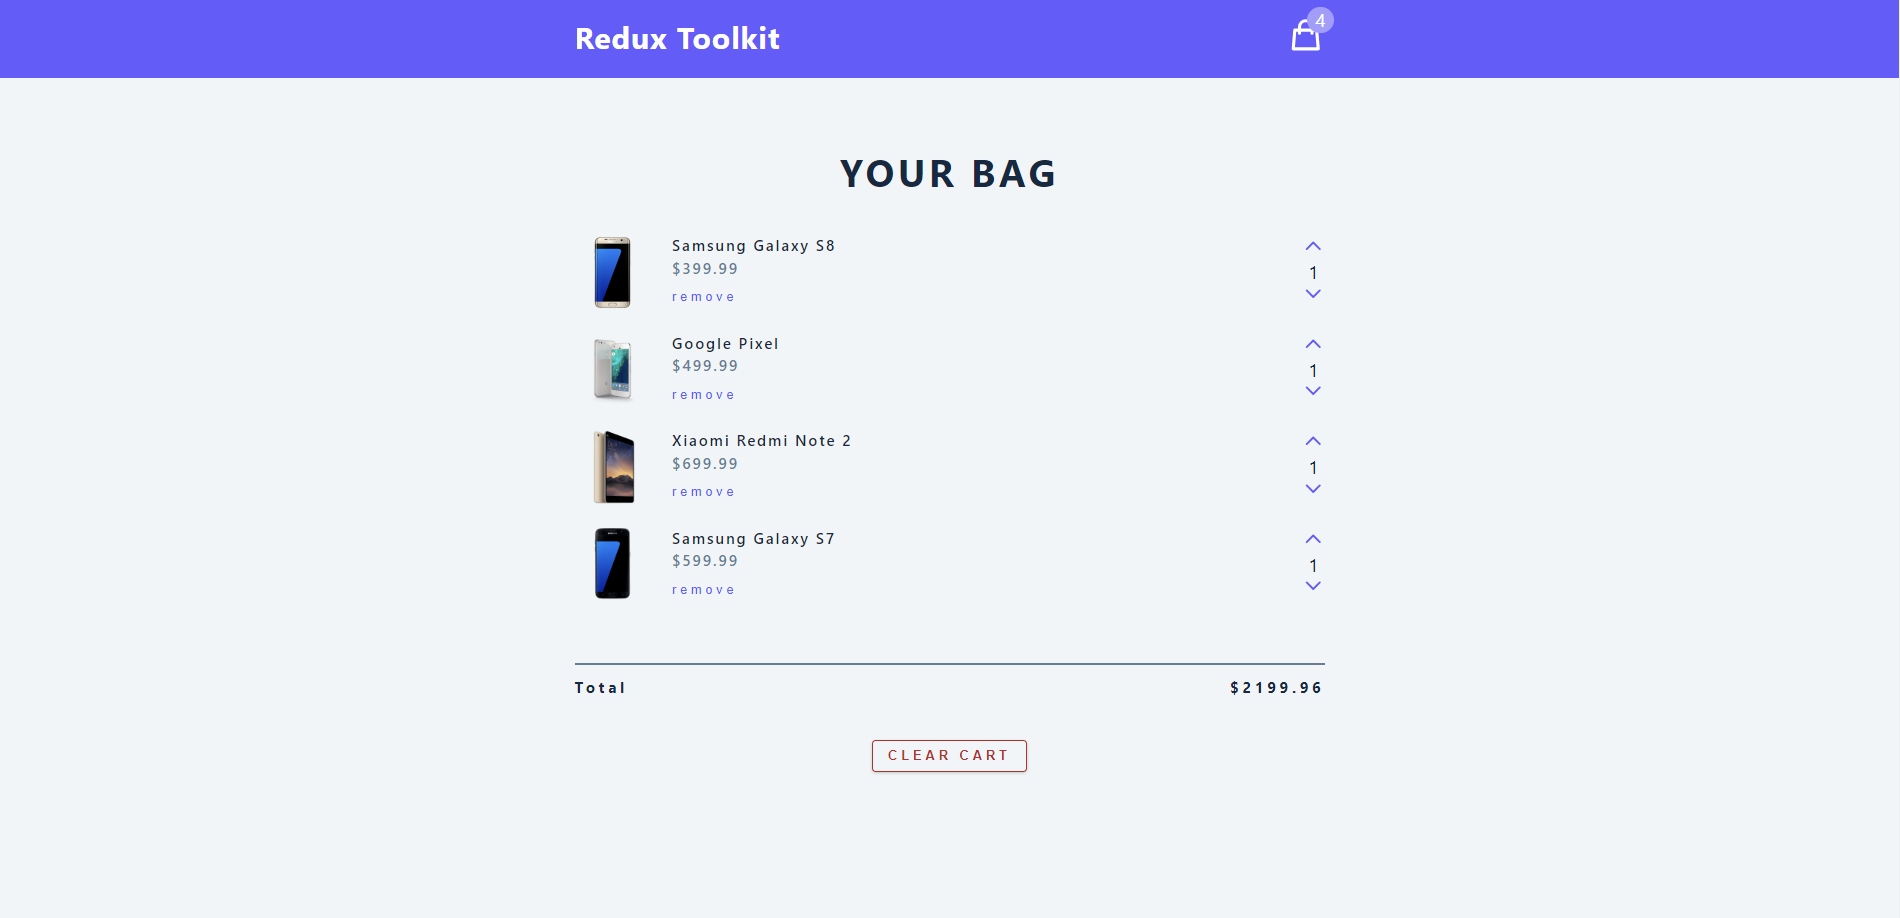 Redux Toolkit
4
YOUR BAG
Samsung Galaxy S8
$399.99
remove
1
Google Pixel
$499.99
remove
1
Xiaomi Redmi Note 2
$699.99
remove
1
Samsung Galaxy S7
$599.99
remove
1
Total $2199.96
CLEAR CART